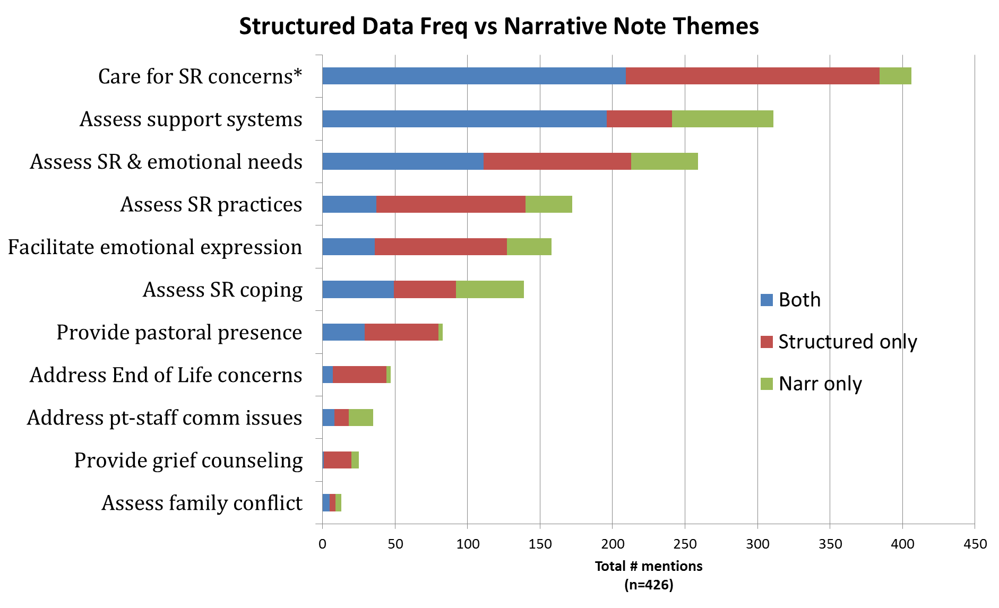 Structured Data Freq vs Narrative Note Themes
Care for SR concerns*
Assess support systems
Assess SR & emotional needs
Assess SR practices
Facilitate emotional expression
Assess SR coping
Provide pastoral presence
Address End of Life concerns
Address pt-staff comm issues
Provide grief counseling
Assess family conflict
Both
Structured only
Narr only
0 50 100 150 200 250 300 350 400 450
Total # mentions
(n=426)